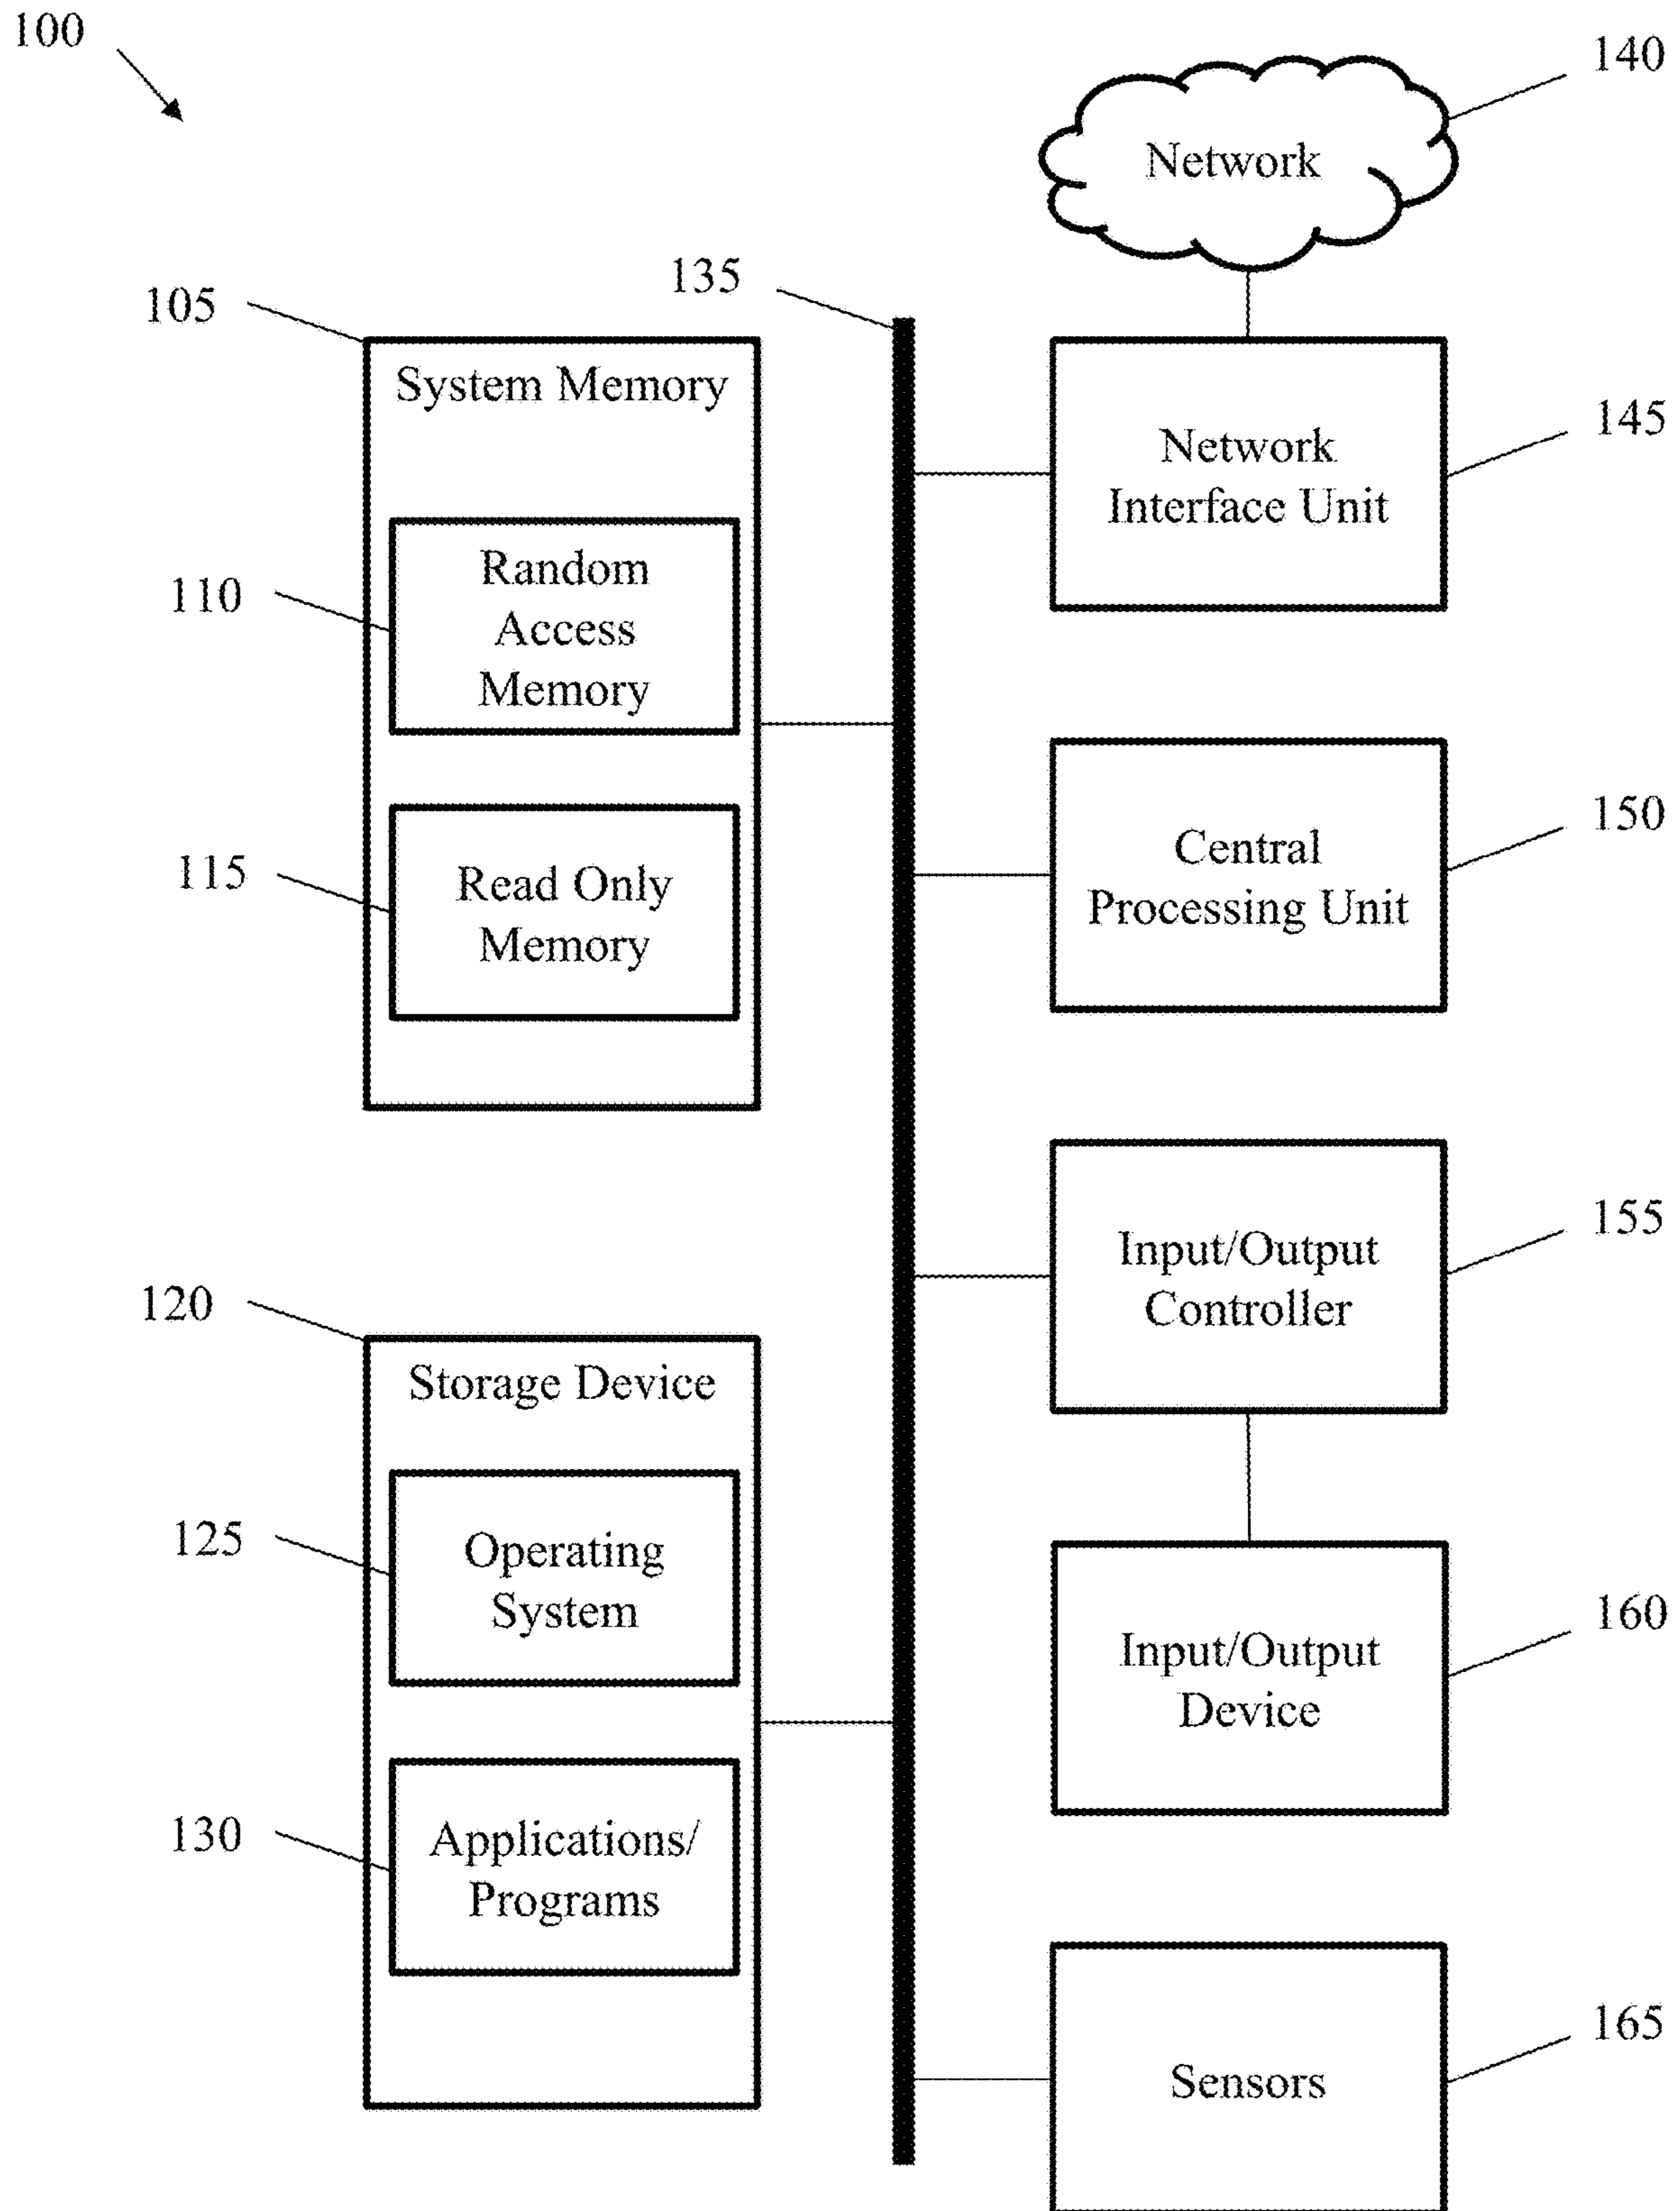 100
140
Network
135
105
System Memory
145
Network
Interface Unit
110
Random
Access
Memory
150
Central
Processing Unit
115
Read Only
Memory
155
Input/Output
Controller
120
Storage Device
125
Operating
System
160
Input/Output
Device
130
Applications/
Programs
165
Sensors